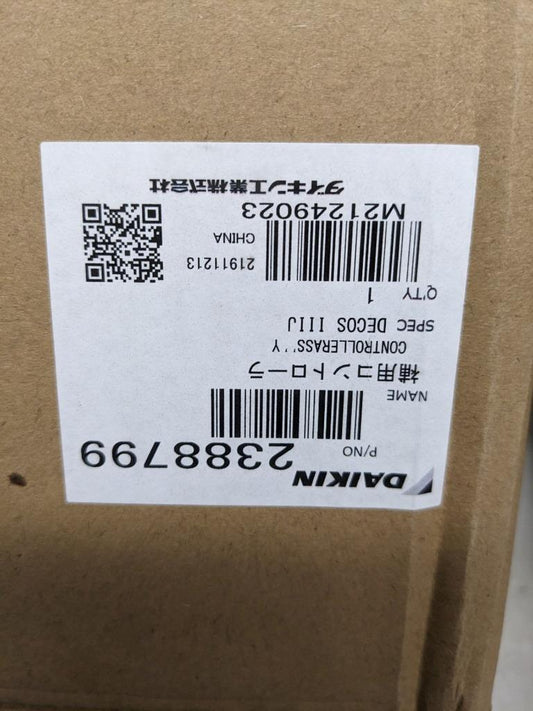 DAIKIN
P/NO 2388799
NAME
補用コントローラ
CONTROLLERASS'Y
SPEC DECOS IIIJ
Q'TY 1
21911213
CHINA
M21249023
ダイキン工業株式会社